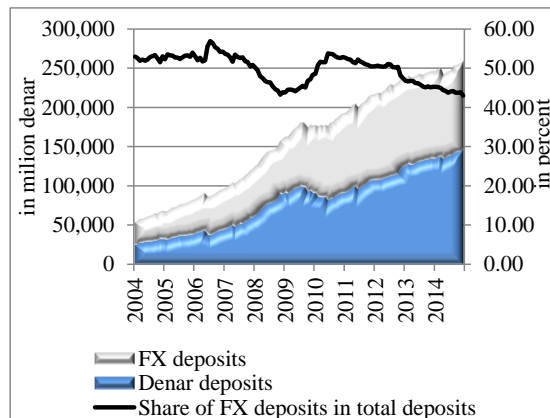 300,000
250,000
200,000
150,000
100,000
50,000
0
in milion denar
60.00
50.00
40.00
30.00
20.00
10.00
0.00
in percent
2004 2005 2006 2007 2008 2009 2010 2011 2012 2013 2014
FX deposits
Denar deposits
Share of FX deposits in total deposits